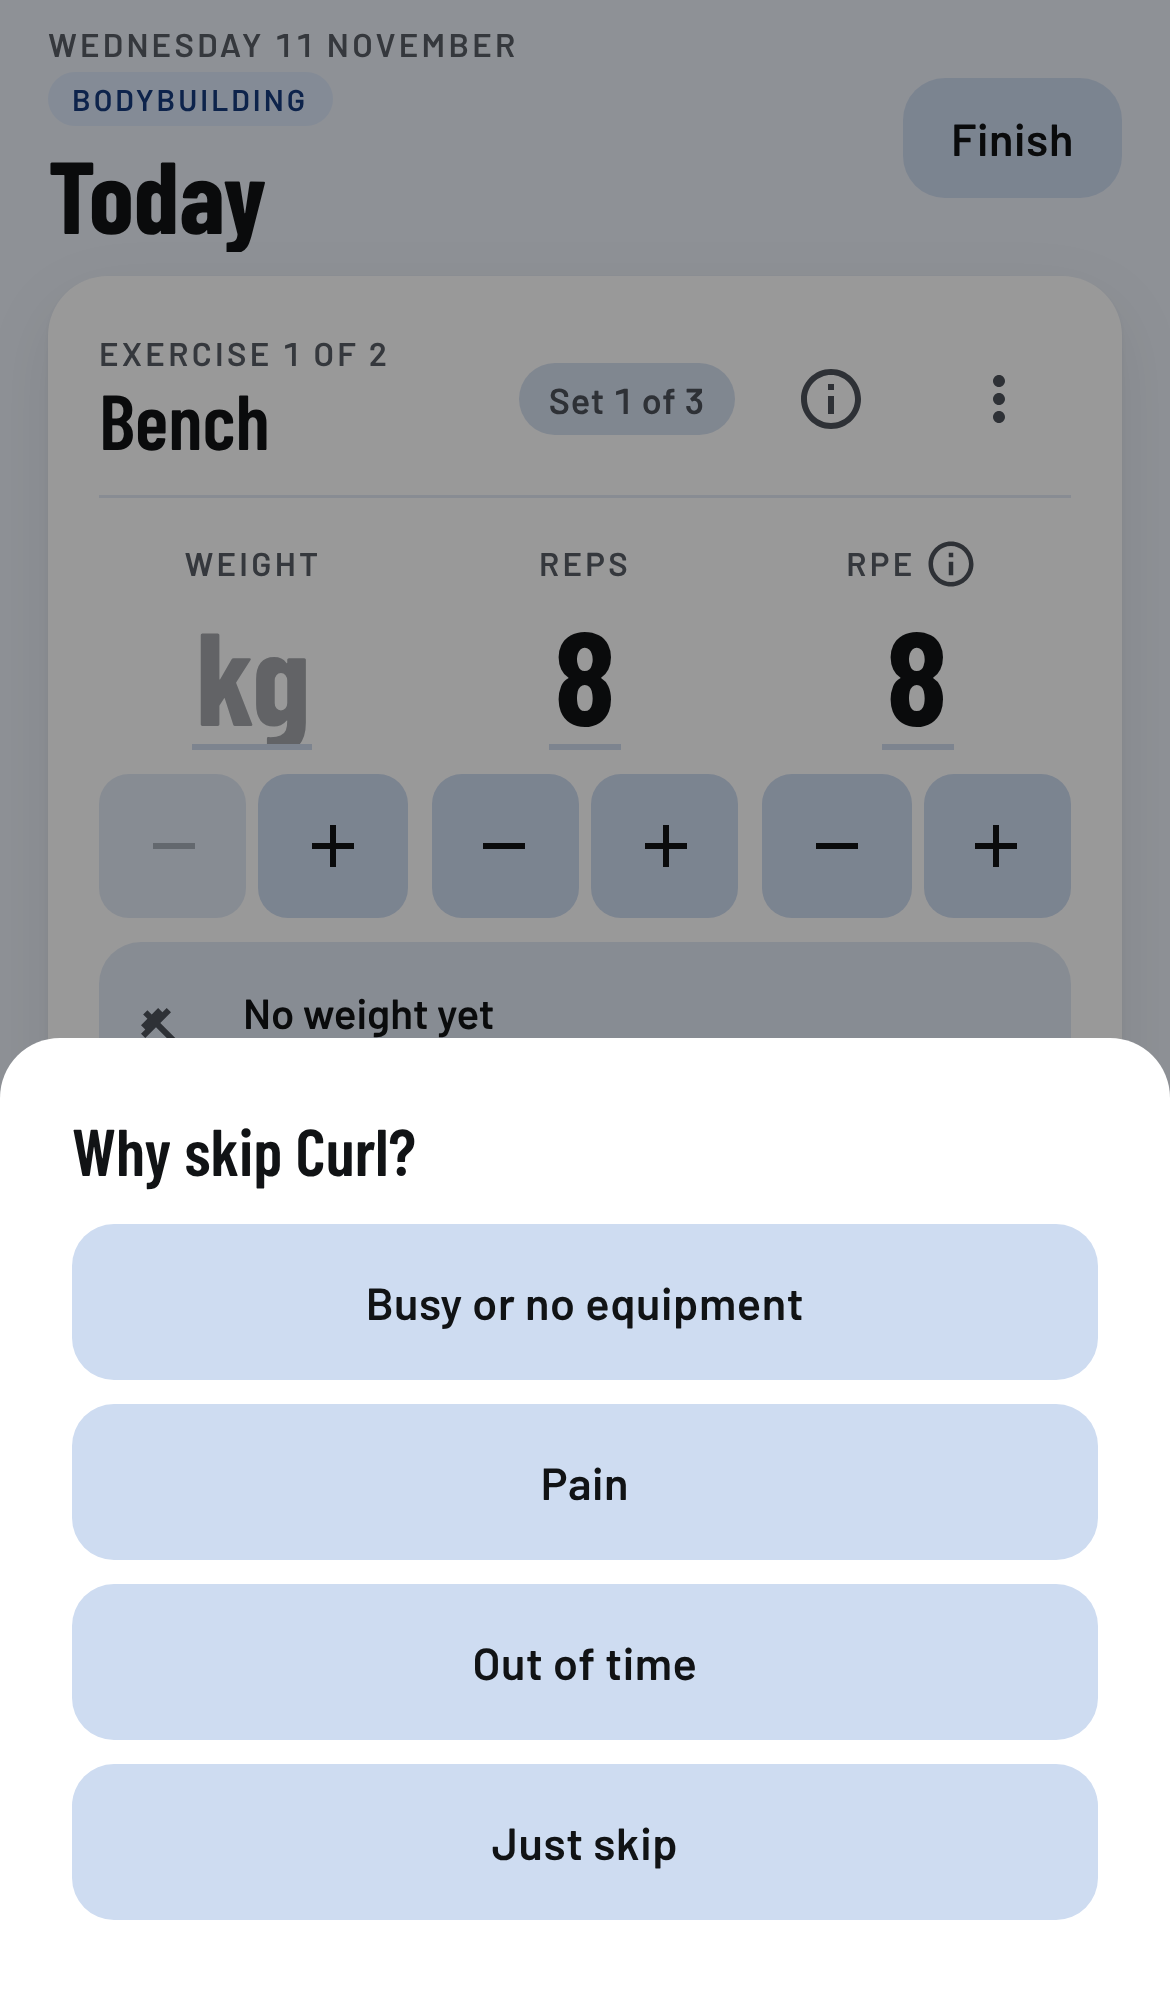 WEDNESDAY 11 NOVEMBER
BODYBUILDING
Finish
Today
EXERCISE 1 OF 2
Bench
Set 1 of 3
WEIGHT
REPS
RPE
kg
8
8
No weight yet
Why skip Curl?
Busy or no equipment
Pain
Out of time
Just skip